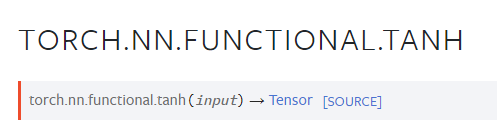 TORCH.NN.FUNCTIONAL.TANH
torch.nn.functional.tanh(input) → Tensor [SOURCE]